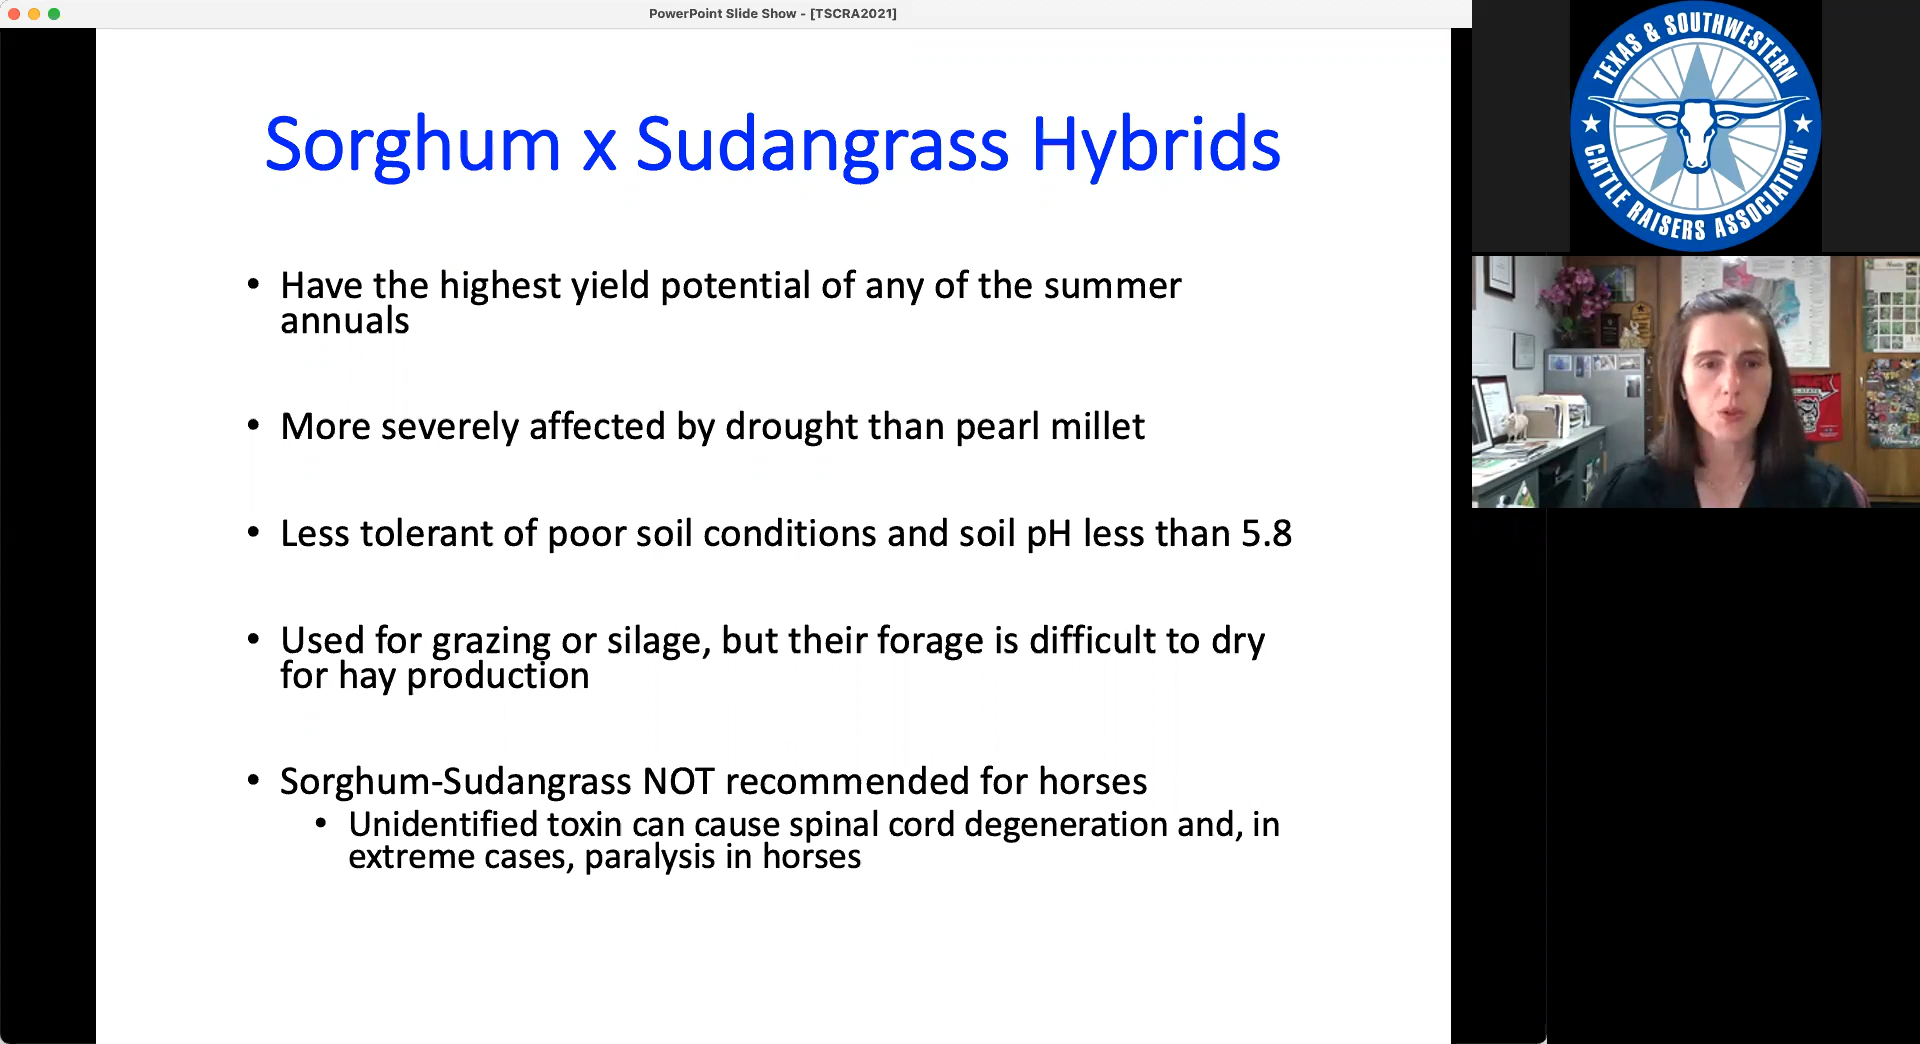 PowerPoint Slide Show - [TSCRA2021]
Sorghum x Sudangrass Hybrids
• Have the highest yield potential of any of the summer
annuals
• More severely affected by drought than pearl millet
• Less tolerant of poor soil conditions and soil pH less than 5.8
• Used for grazing or silage, but their forage is difficult to dry
for hay production
• Sorghum-Sudangrass NOT recommended for horses
• Unidentified toxin can cause spinal cord degeneration and, in
extreme cases, paralysis in horses
TEXAS & SOUTHWESTERN
CATTLE RAISERS ASSOCIATION